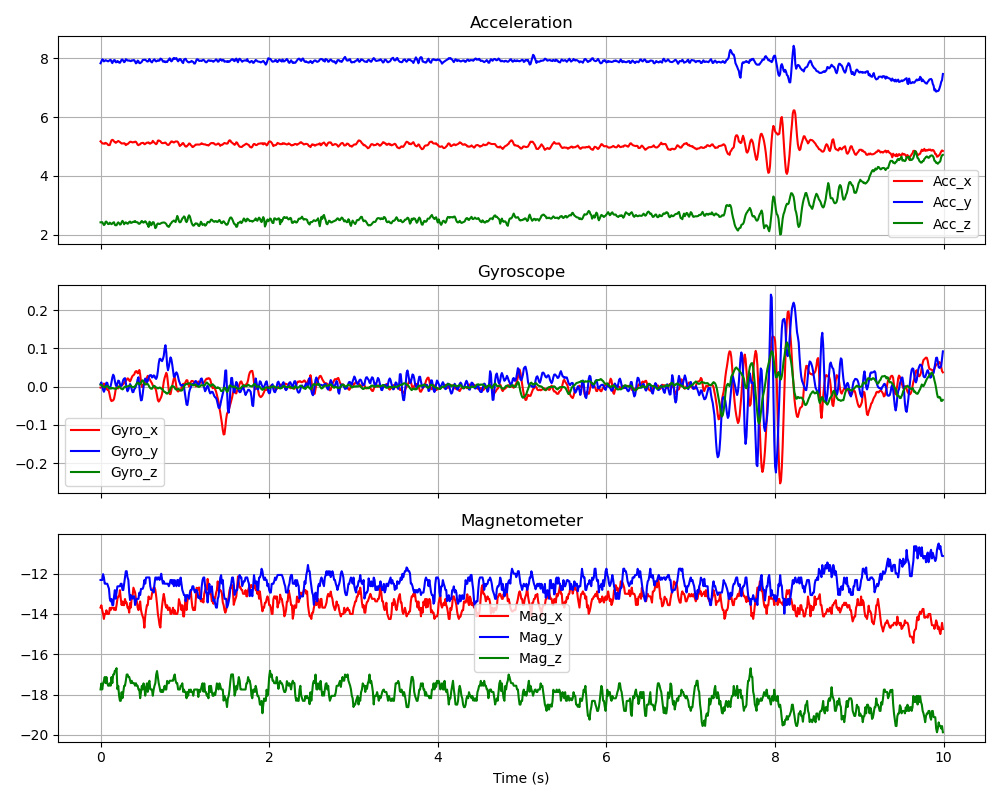 Acceleration
8
6
4
2
Acc_x
Acc_y
Acc_z
Gyroscope
0.2
0.1
0.0
−0.1
−0.2
Gyro_x
Gyro_y
Gyro_z
Magnetometer
−12
−14
−16
−18
−20
Mag_x
Mag_y
Mag_z
0 2 4 6 8 10
Time (s)